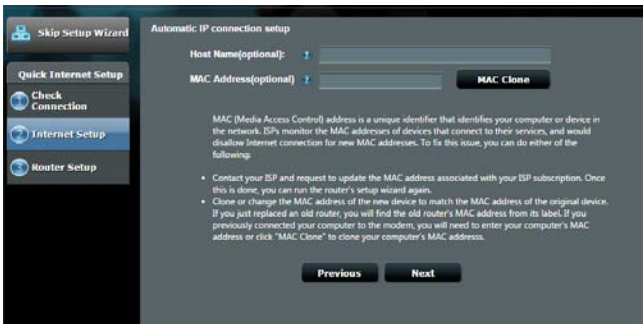 Skip Setup Wizard
Quick Internet Setup
1 Check
Connection
2 Internet Setup
3 Router Setup
Automatic IP connection setup
Host Name(optional): ?
MAC Address(optional) ?
MAC Clone
MAC (Media Access Control) address is a unique identifier that identifies your computer or device in
the network. ISPs monitor the MAC addresses of devices that connect to their services, and would
disallow Internet connection for new MAC addresses. To fix this issue, you can do either of the
following:
• Contact your ISP and request to update the MAC address associated with your ISP subscription. Once
this is done, you can run the router's setup wizard again.
• Clone or change the MAC address of the new device to match the MAC address of the original device.
If you just replaced an old router, you will find the old router's MAC address from its label. If you
previously connected your computer to the modem, you will need to enter your computer's MAC
address or click "MAC Clone" to clone your computer's MAC addresss.
Previous
Next